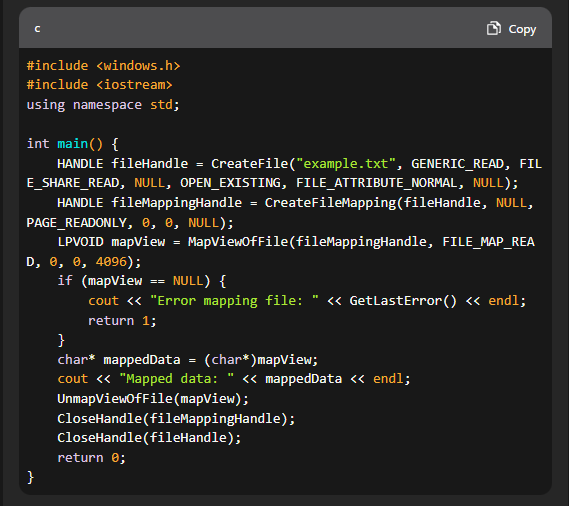 c Copy
#include <windows.h>
#include <iostream>
using namespace std;
int main() {
    HANDLE fileHandle = CreateFile("example.txt", GENERIC_READ, FIL
E_SHARE_READ, NULL, OPEN_EXISTING, FILE_ATTRIBUTE_NORMAL, NULL);
    HANDLE fileMappingHandle = CreateFileMapping(fileHandle, NULL,
PAGE_READONLY, 0, 0, NULL);
    LPVOID mapView = MapViewOfFile(fileMappingHandle, FILE_MAP_REA
D, 0, 0, 4096);
    if (mapView == NULL) {
        cout << "Error mapping file: " << GetLastError() << endl;
        return 1;
    }
    char* mappedData = (char*)mapView;
    cout << "Mapped data: " << mappedData << endl;
    UnmapViewOfFile(mapView);
    CloseHandle(fileMappingHandle);
    CloseHandle(fileHandle);
    return 0;
}